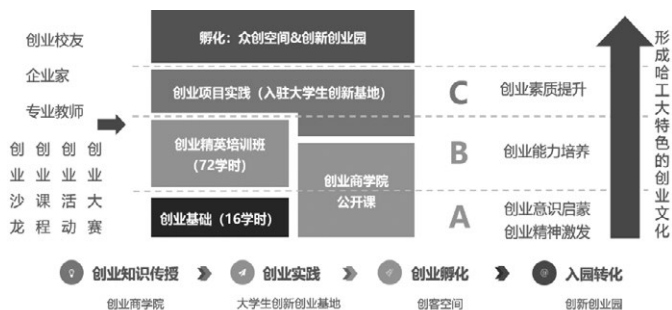 创业校友
企业家
专业教师
创业沙龙
创业课程
创业活动
创业大赛
孵化：众创空间&创新创业园
创业项目实践（入驻大学生创新基地）
创业精英培训班
（72学时）
创业商学院
公开课
创业基础（16学时）
C
创业素质提升
B
创业能力培养
A
创业意识启蒙
创业精神激发
形成哈工大特色的创业文化
创业知识传授
创业实践
创业孵化
入园转化
创业商学院
大学生创新创业基地
创客空间
创新创业园